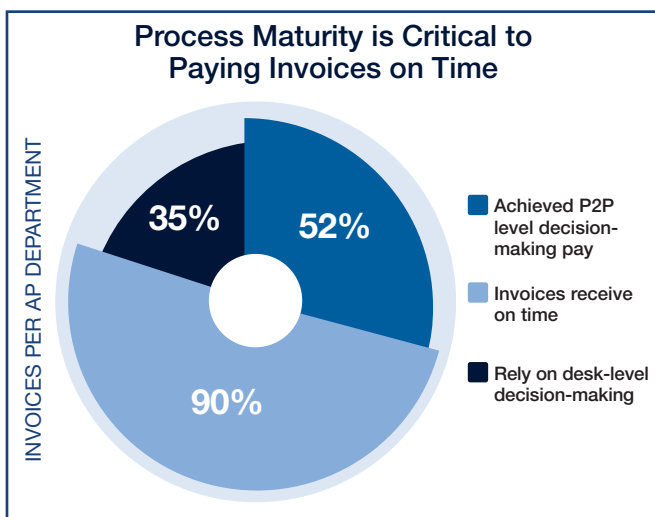 Process Maturity is Critical to
Paying Invoices on Time
INVOICES PER AP DEPARTMENT
35%
52%
90%
Achieved P2P
level decision-
making pay
Invoices receive
on time
Rely on desk-level
decision-making